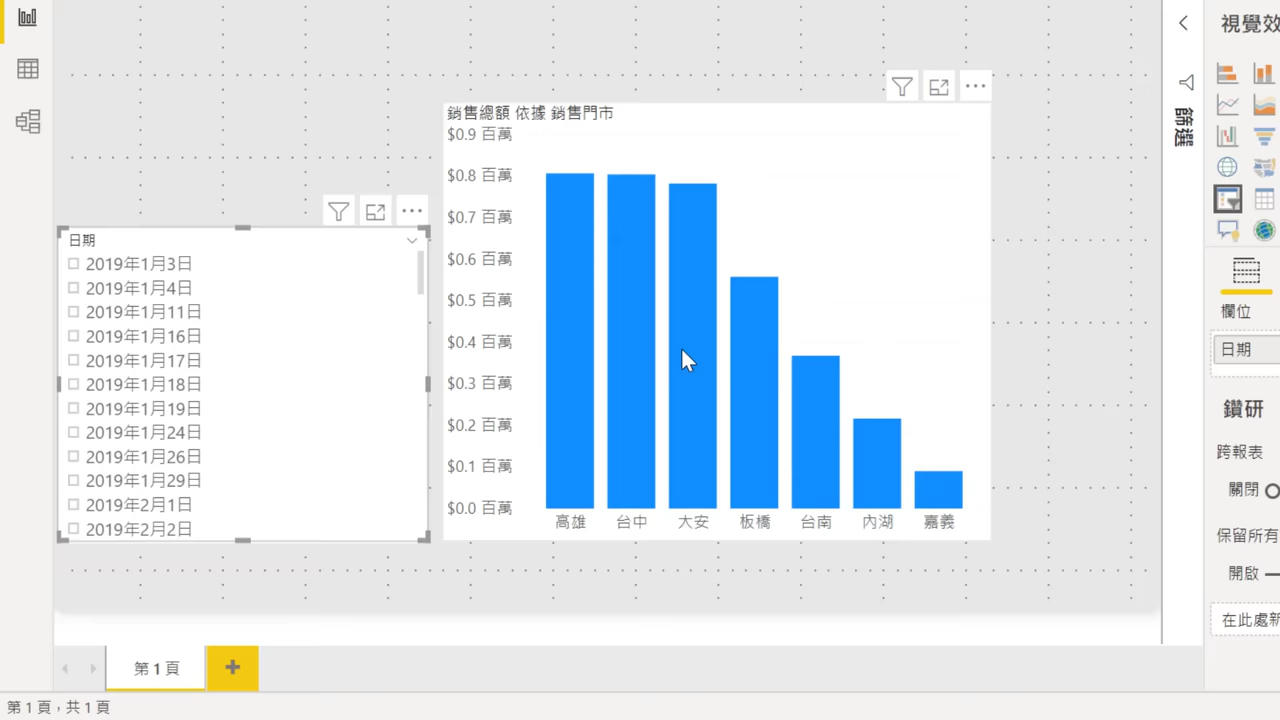 銷售總額 依據 銷售門市
$0.9 百萬
$0.8 百萬
$0.7 百萬
$0.6 百萬
$0.5 百萬
$0.4 百萬
$0.3 百萬
$0.2 百萬
$0.1 百萬
$0.0 百萬
高雄 台中 大安 板橋 台南 內湖 嘉義
日期
2019年1月3日
2019年1月4日
2019年1月11日
2019年1月16日
2019年1月17日
2019年1月18日
2019年1月19日
2019年1月24日
2019年1月26日
2019年1月29日
2019年2月1日
2019年2月2日
篩選
視覺效
欄位
日期
鑽研
跨報表
關閉
保留所有
開啟
在此處新
第 1 頁
第 1 頁，共 1 頁